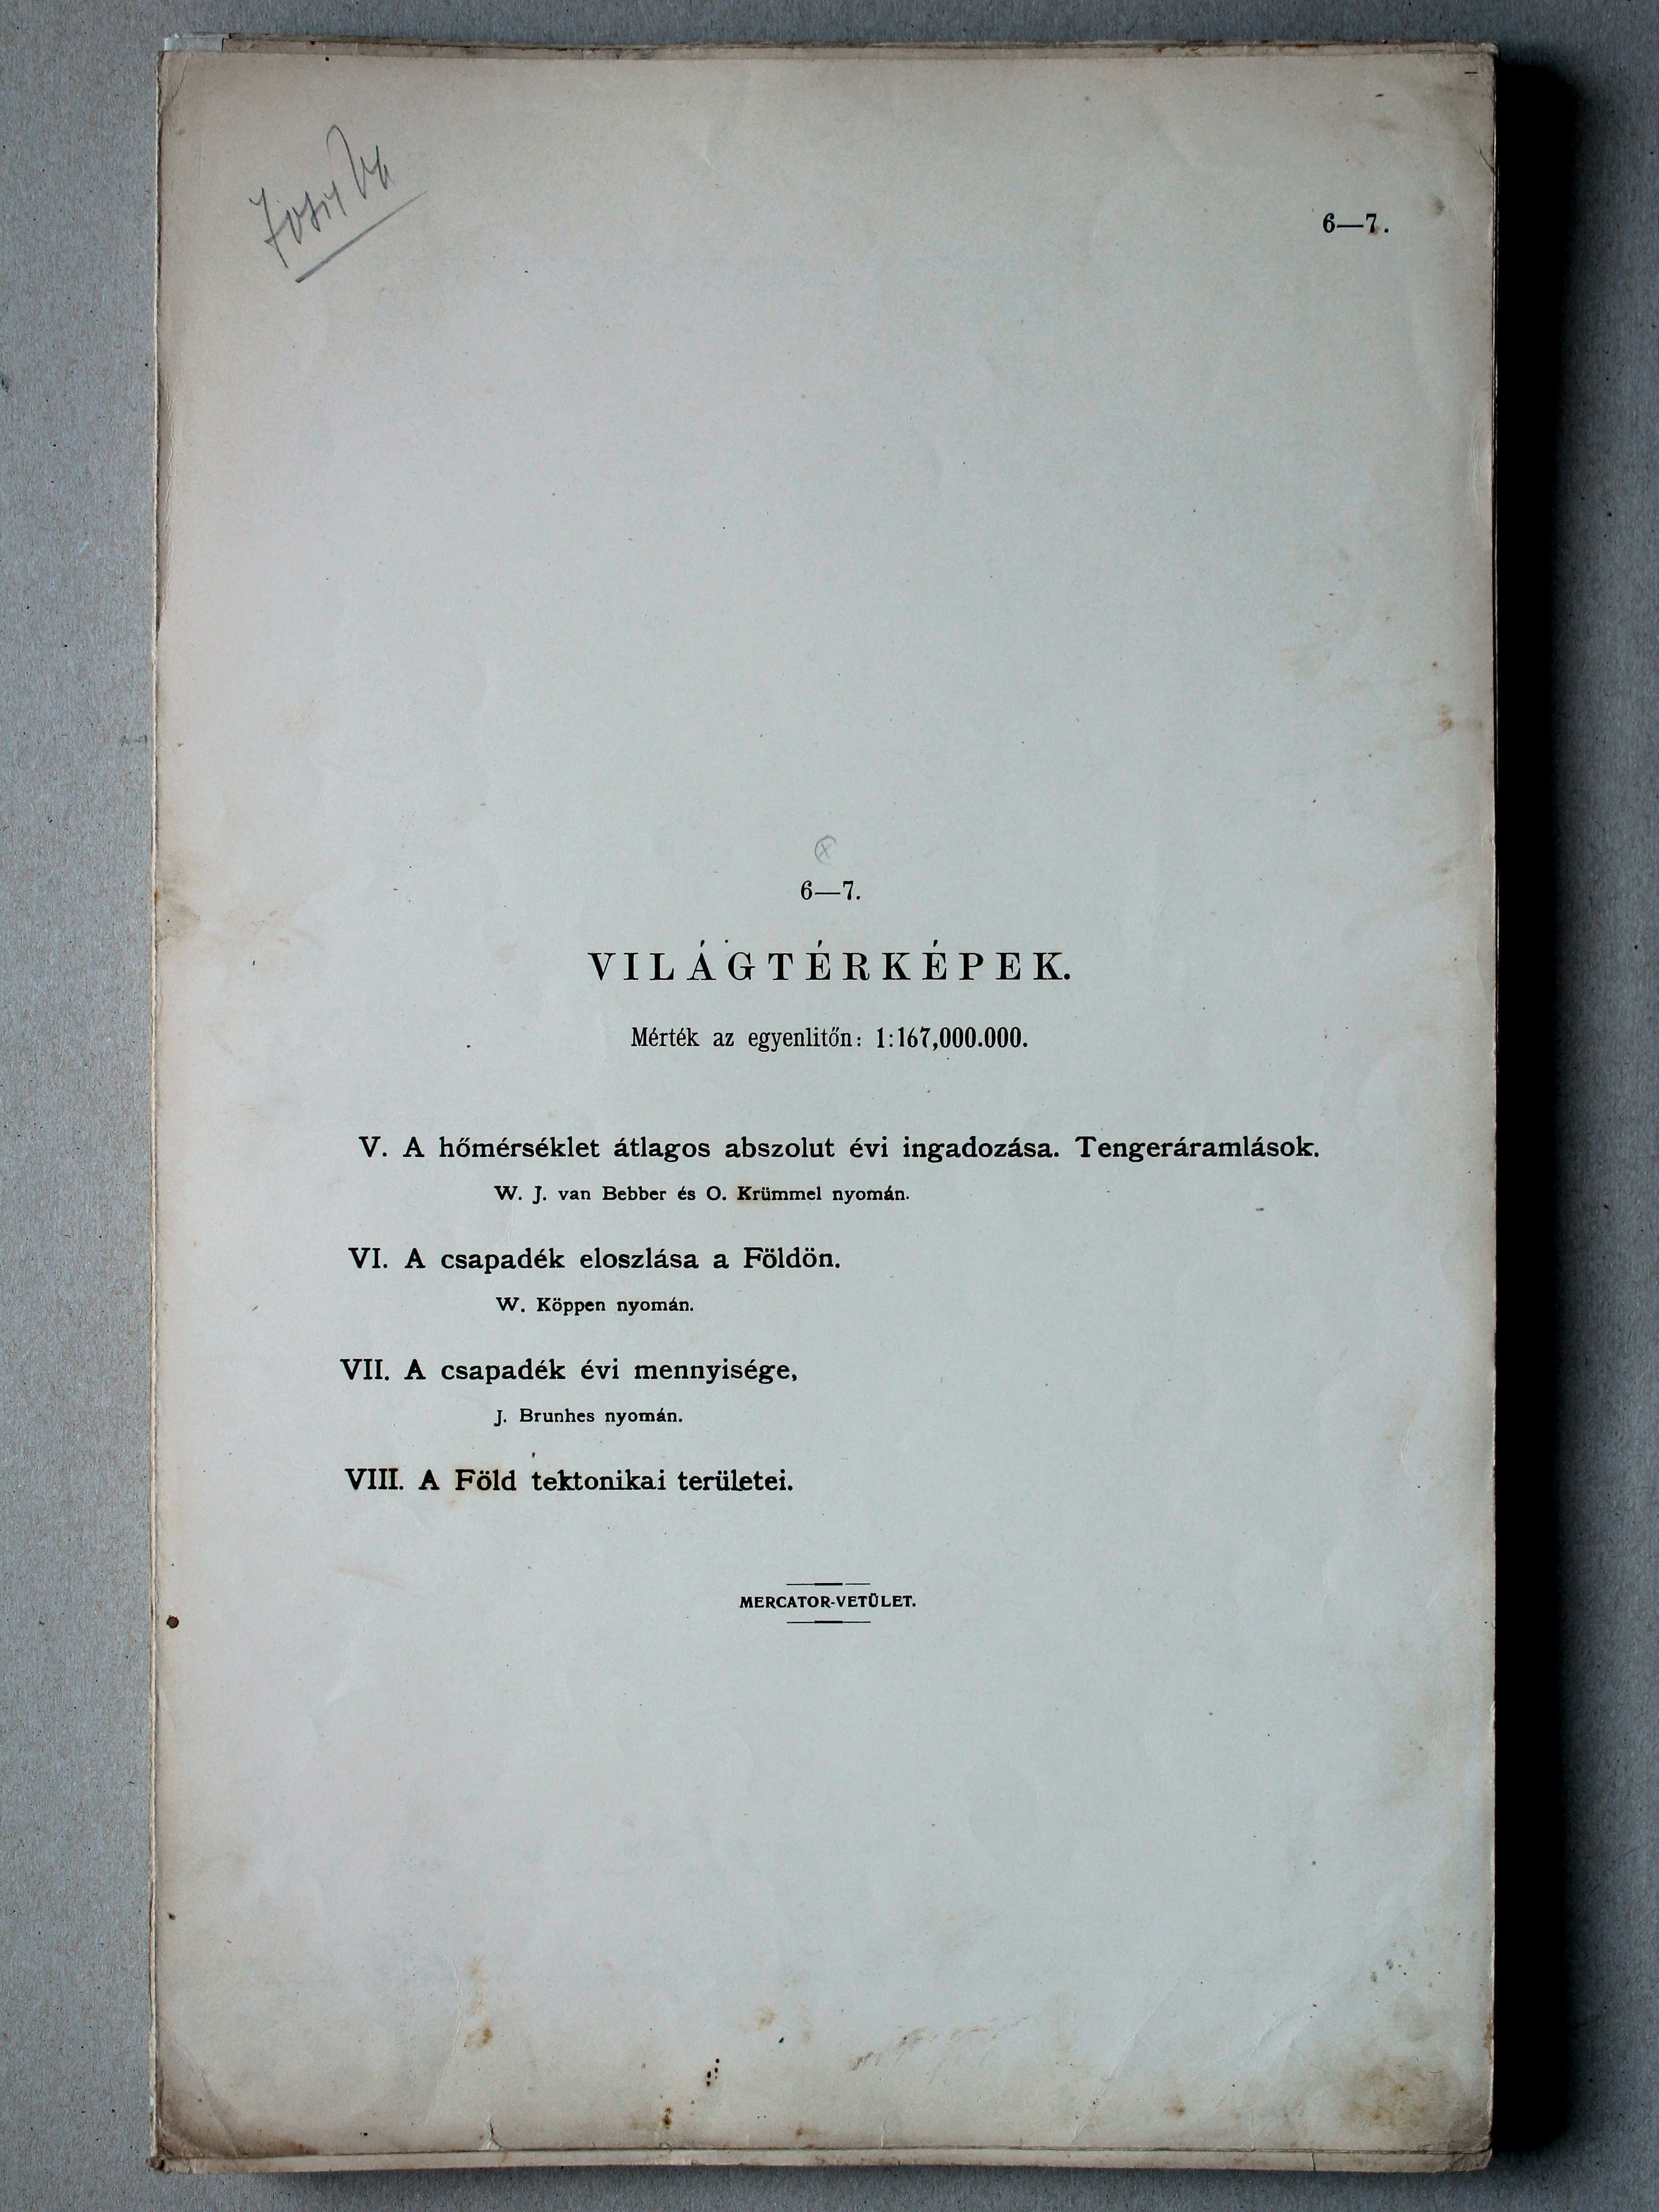 6—7.
6—7.
VILÁGTÉRKÉPEK.
Mérték az egyenlitőn: 1:167,000.000.
V. A hőmérséklet átlagos abszolut évi ingadozása. Tengeráramlások.
W. J. van Bebber és O. Krümmel nyomán.
VI. A csapadék eloszlása a Földön.
W. Köppen nyomán.
VII. A csapadék évi mennyisége,
J. Brunhes nyomán.
VIII. A Föld tektonikai területei.
MERCATOR-VETÜLET.